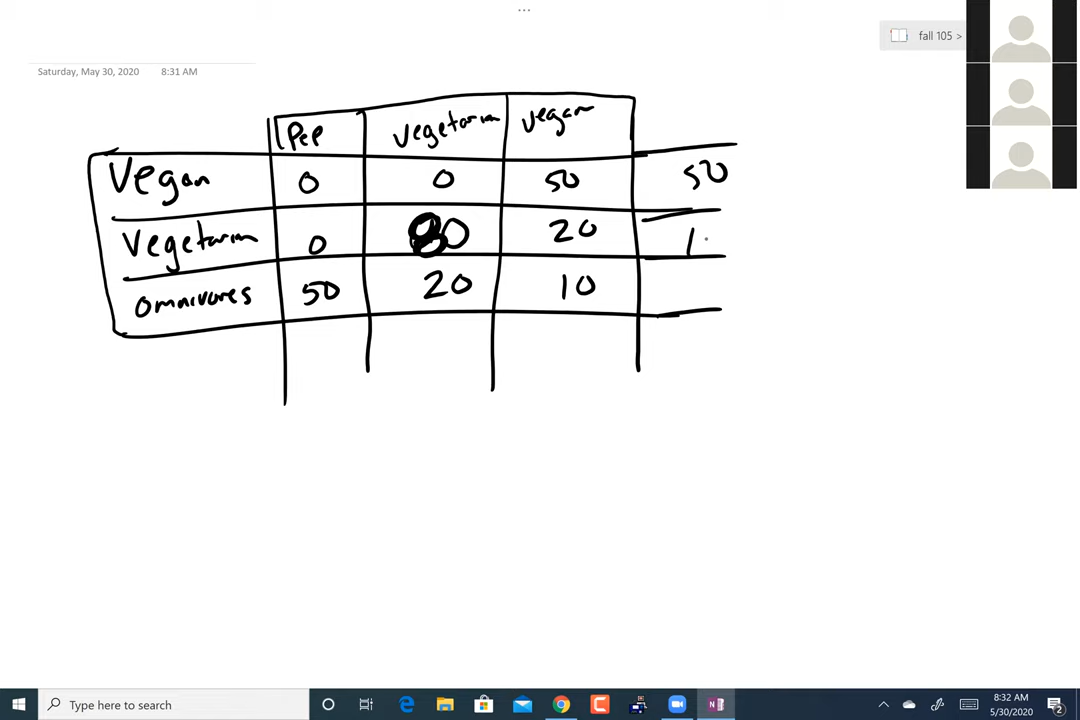 ...
fall 105 >
Saturday, May 30, 2020 8:31 AM
Pep vegetarian vegan
Vegan 0 0 50 50
Vegetarian 0 80 20 1
omnivores 50 20 10
Type here to search
8:32 AM
5/30/2020
2